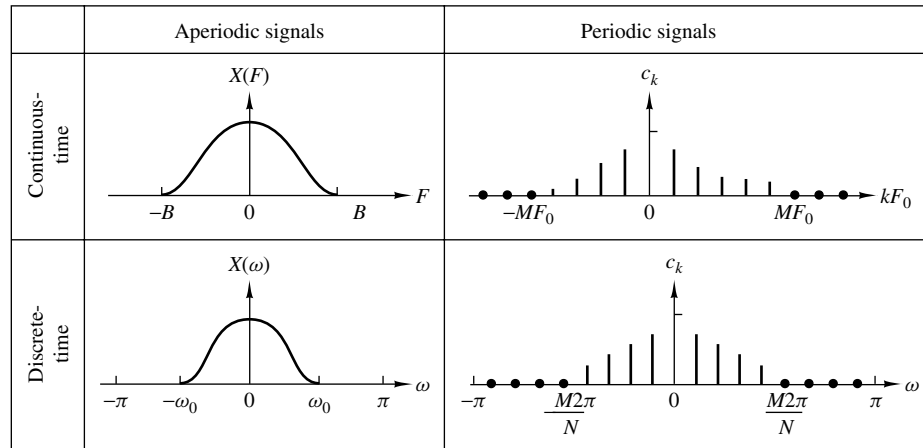 Aperiodic signals
Periodic signals
Continuous-
time
X(F)
−B
0
B
F
c_k
−MF_0
0
MF_0
kF_0
Discrete-
time
X(ω)
−π
−ω_0
0
ω_0
π
ω
c_k
−π
−M2π/N
0
M2π/N
π
ω